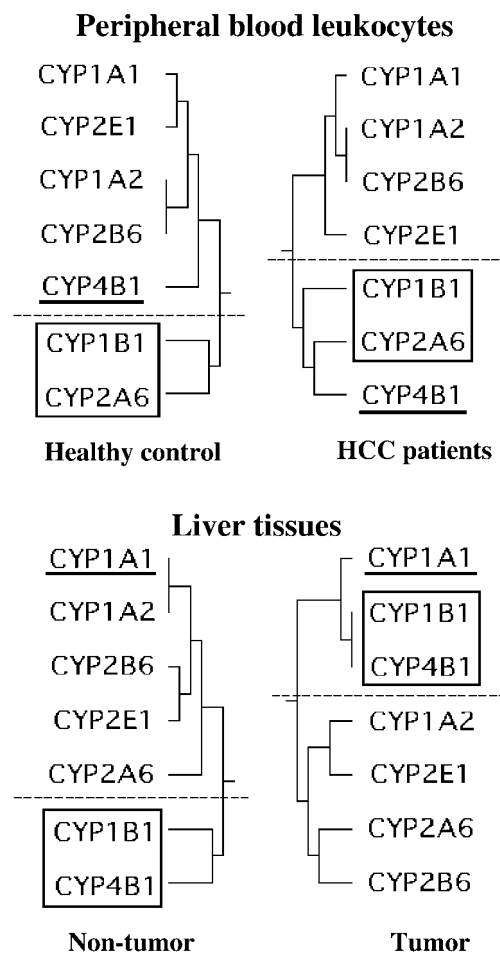 Peripheral blood leukocytes
CYP1A1
CYP2E1
CYP1A2
CYP2B6
CYP4B1
CYP1B1
CYP2A6
Healthy control
CYP1A1
CYP1A2
CYP2B6
CYP2E1
CYP1B1
CYP2A6
CYP4B1
HCC patients
Liver tissues
CYP1A1
CYP1A2
CYP2B6
CYP2E1
CYP2A6
CYP1B1
CYP4B1
Non-tumor
CYP1A1
CYP1B1
CYP4B1
CYP1A2
CYP2E1
CYP2A6
CYP2B6
Tumor